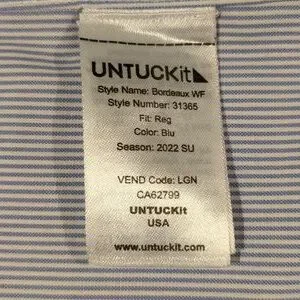 UNTUCKit
Style Name: Bordeaux WF
Style Number: 31365
Fit: Reg
Color: Blu
Season: 2022 SU
VEND Code: LGN
CA62799
UNTUCKit
USA
www.untuckit.com